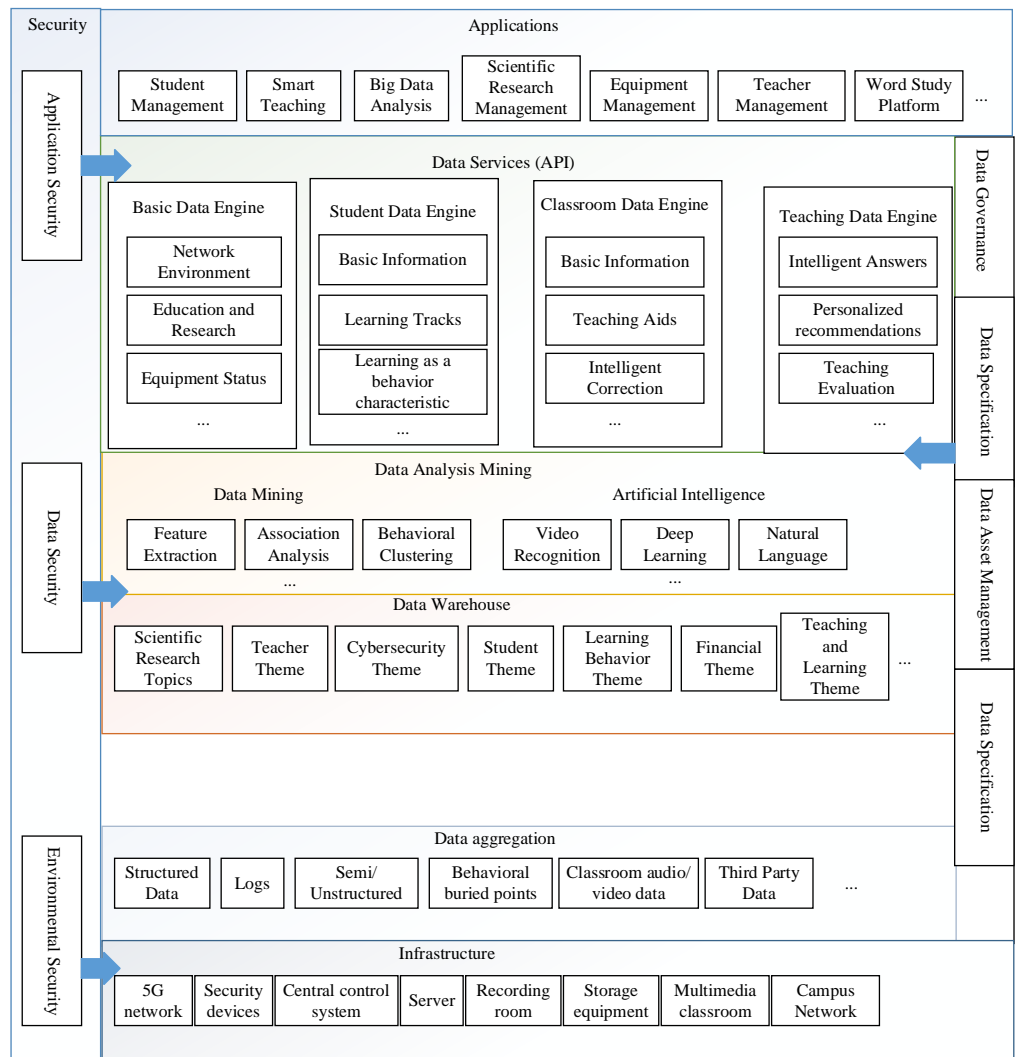 Security
Applications
Student
Management
Smart
Teaching
Big Data
Analysis
Scientific
Research
Management
Equipment
Management
Teacher
Management
Word Study
Platform
...
Application Security
Data Services (API)
Data Governance
Basic Data Engine
Network
Environment
Education and
Research
Equipment Status
...
Student Data Engine
Basic Information
Learning Tracks
Learning as a
behavior
characteristic
...
Classroom Data Engine
Basic Information
Teaching Aids
Intelligent
Correction
...
Teaching Data Engine
Intelligent Answers
Personalized
recommendations
Teaching
Evaluation
...
Data Specification
Data Security
Data Analysis Mining
Data Mining
Feature
Extraction
Association
Analysis
Behavioral
Clustering
...
Artificial Intelligence
Video
Recognition
Deep
Learning
Natural
Language
...
Data Asset Management
Data Warehouse
Scientific
Research
Topics
Teacher
Theme
Cybersecurity
Theme
Student
Theme
Learning
Behavior
Theme
Financial
Theme
Teaching
and
Learning
Theme
...
Data Specification
Environmental Security
Data aggregation
Structured
Data
Logs
Semi/
Unstructured
Behavioral
buried points
Classroom audio/
video data
Third Party
Data
...
Infrastructure
5G
network
Security
devices
Central control
system
Server
Recording
room
Storage
equipment
Multimedia
classroom
Campus
Network